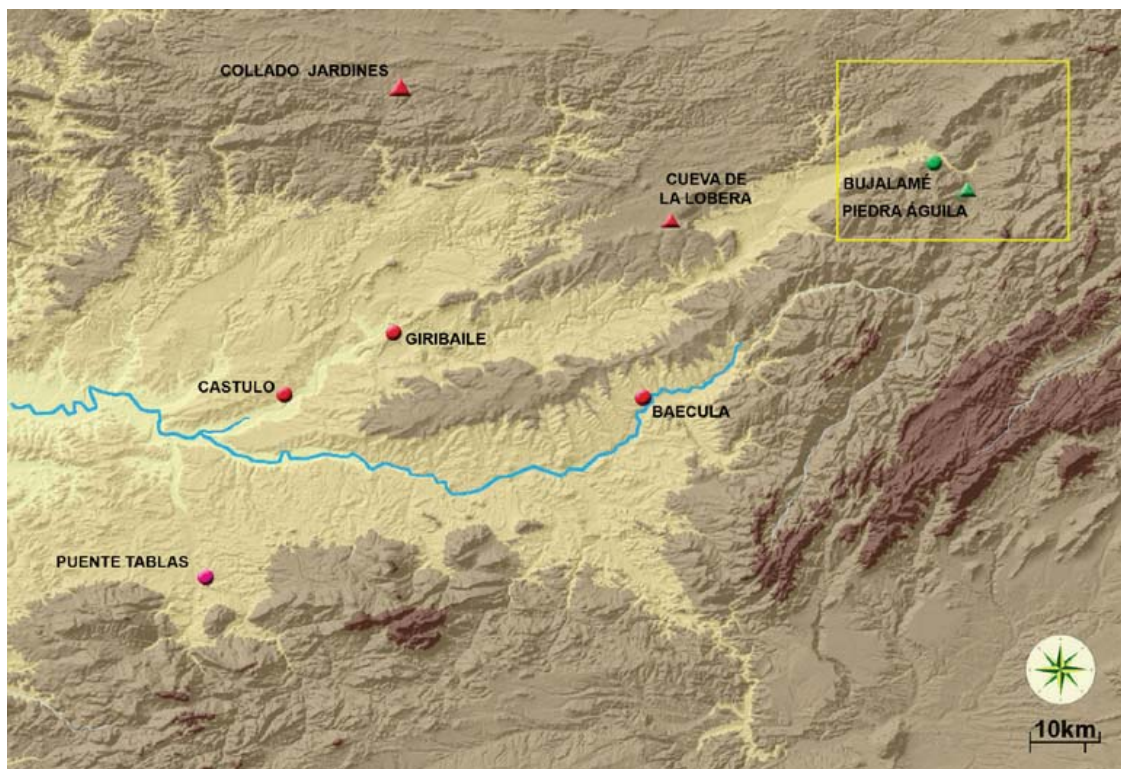 COLLADO JARDINES
CUEVA DE
LA LOBERA
BUJALAMÉ
PIEDRA ÁGUILA
GIRIBAILE
CASTULO
BAECULA
PUENTE TABLAS
10km